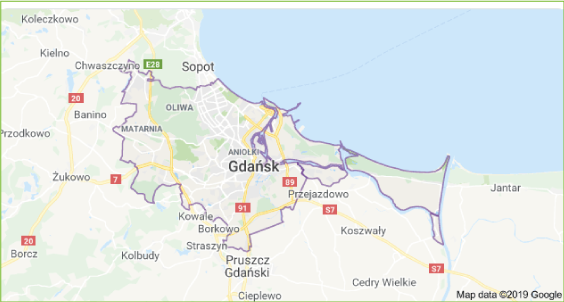 Koleczkowo
Kielno
Chwaszczyno
E28
Sopot
20
OLIWA
Banino
MATARNIA
Przodkowo
ANIOŁKI
Gdańsk
Żukowo
7
89
Przejazdowo
Jantar
91
Kowale
S7
Borkowo
Koszwały
20
Straszyn
Borcz
Kolbudy
Pruszcz
Gdański
S7
Cedry Wielkie
Cieplewo
Map data ©2019 Google